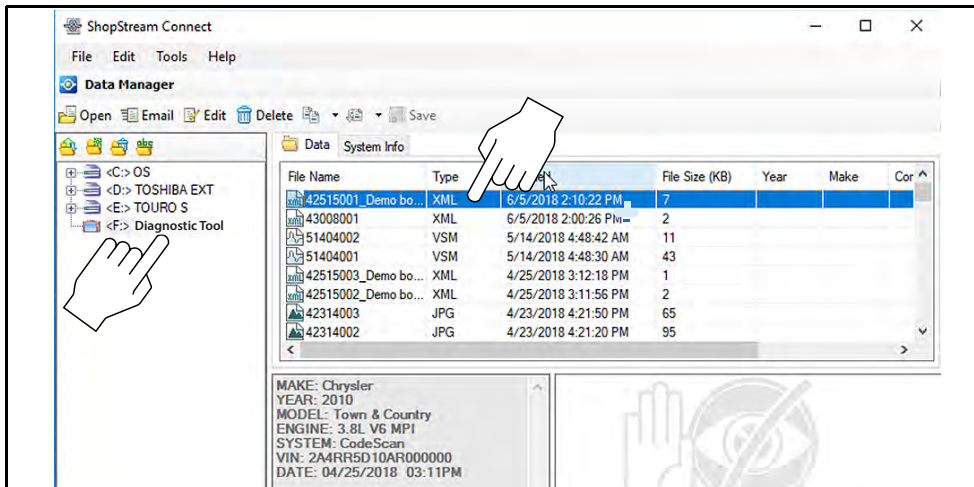 ShopStream Connect
File Edit Tools Help
Data Manager
Open Email Edit Delete Save
Data System Info
<C:> OS
<D:> TOSHIBA EXT
<E:> TOURO S
<F:> Diagnostic Tool
File Name Type File Size (KB) Year Make
42515001_Demo bo... XML 6/5/2018 2:10:22 PM 7
43008001 XML 6/5/2018 2:00:26 PM 2
51404002 VSM 5/14/2018 4:48:42 AM 11
51404001 VSM 5/14/2018 4:48:30 AM 43
42515003_Demo bo... XML 4/25/2018 3:12:18 PM 1
42515002_Demo bo... XML 4/25/2018 3:11:56 PM 2
42314003 JPG 4/23/2018 4:21:50 PM 65
42314002 JPG 4/23/2018 4:21:20 PM 95
MAKE: Chrysler
YEAR: 2010
MODEL: Town & Country
ENGINE: 3.8L V6 MPI
SYSTEM: CodeScan
VIN: 2A4RR5D10AR000000
DATE: 04/25/2018 03:11PM